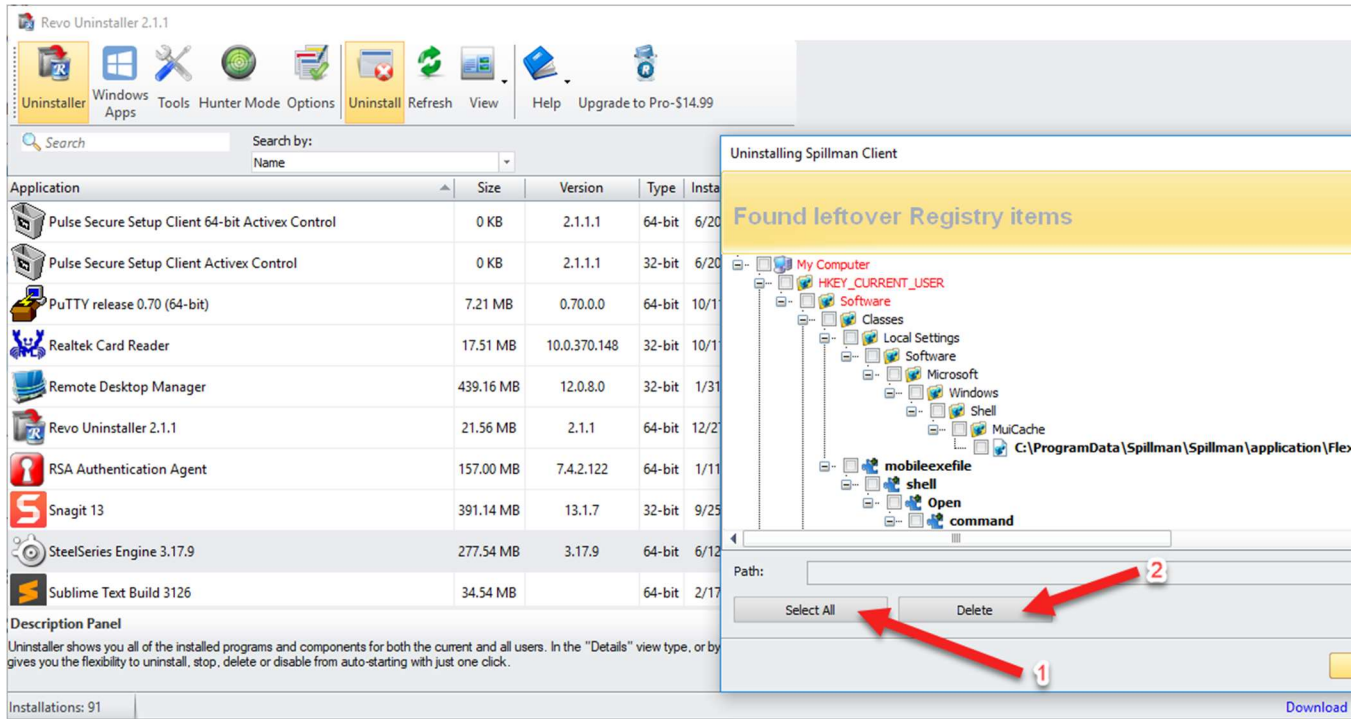 Revo Uninstaller 2.1.1
Uninstaller Windows Apps Tools Hunter Mode Options Uninstall Refresh View Help Upgrade to Pro-$14.99
Search
Search by:
Name
Application Size Version Type Insta
Pulse Secure Setup Client 64-bit Activex Control 0 KB 2.1.1.1 64-bit 6/20
Pulse Secure Setup Client Activex Control 0 KB 2.1.1.1 32-bit 6/20
PuTTY release 0.70 (64-bit) 7.21 MB 0.70.0.0 64-bit 10/1
Realtek Card Reader 17.51 MB 10.0.370.148 32-bit 10/1
Remote Desktop Manager 439.16 MB 12.0.8.0 32-bit 1/31
Revo Uninstaller 2.1.1 21.56 MB 2.1.1 64-bit 12/2
RSA Authentication Agent 157.00 MB 7.4.2.122 64-bit 1/11
Snagit 13 391.14 MB 13.1.7 32-bit 9/25
SteelSeries Engine 3.17.9 277.54 MB 3.17.9 64-bit 6/12
Sublime Text Build 3126 34.54 MB 64-bit 2/17
Description Panel
Uninstaller shows you all of the installed programs and components for both the current and all users. In the "Details" view type, or by
gives you the flexibility to uninstall, stop, delete or disable from auto-starting with just one click.
Installations: 91
Uninstalling Spillman Client
Found leftover Registry items
My Computer
HKEY_CURRENT_USER
Software
Classes
Local Settings
Software
Microsoft
Windows
Shell
MuiCache
C:\ProgramData\Spillman\Spillman\application\Flex
mobileexefile
shell
Open
command
Path:
2
Select All Delete
1
Download